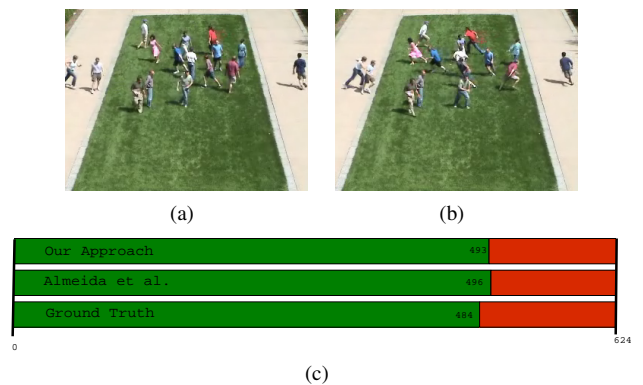 (a)
(b)
Our Approach 493
Almeida et al. 496
Ground Truth 484
0
624
(c)